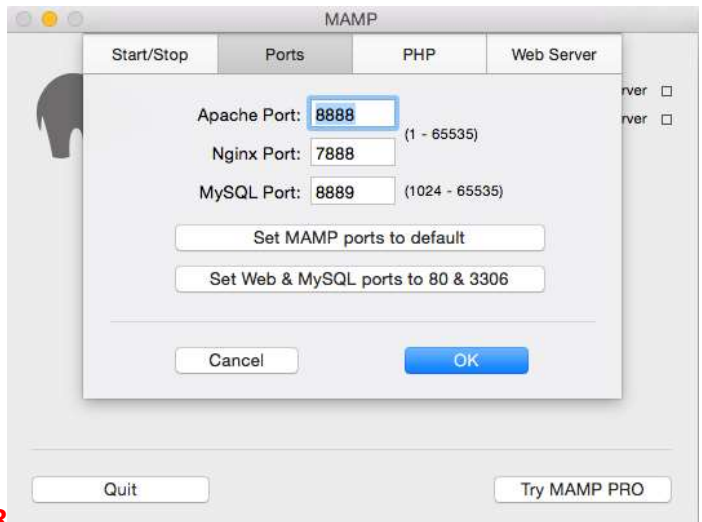 MAMP
Start/Stop Ports PHP Web Server
rver
rver
Apache Port: 8888
(1 - 65535)
Nginx Port: 7888
MySQL Port: 8889 (1024 - 65535)
Set MAMP ports to default
Set Web & MySQL ports to 80 & 3306
Cancel OK
Quit Try MAMP PRO